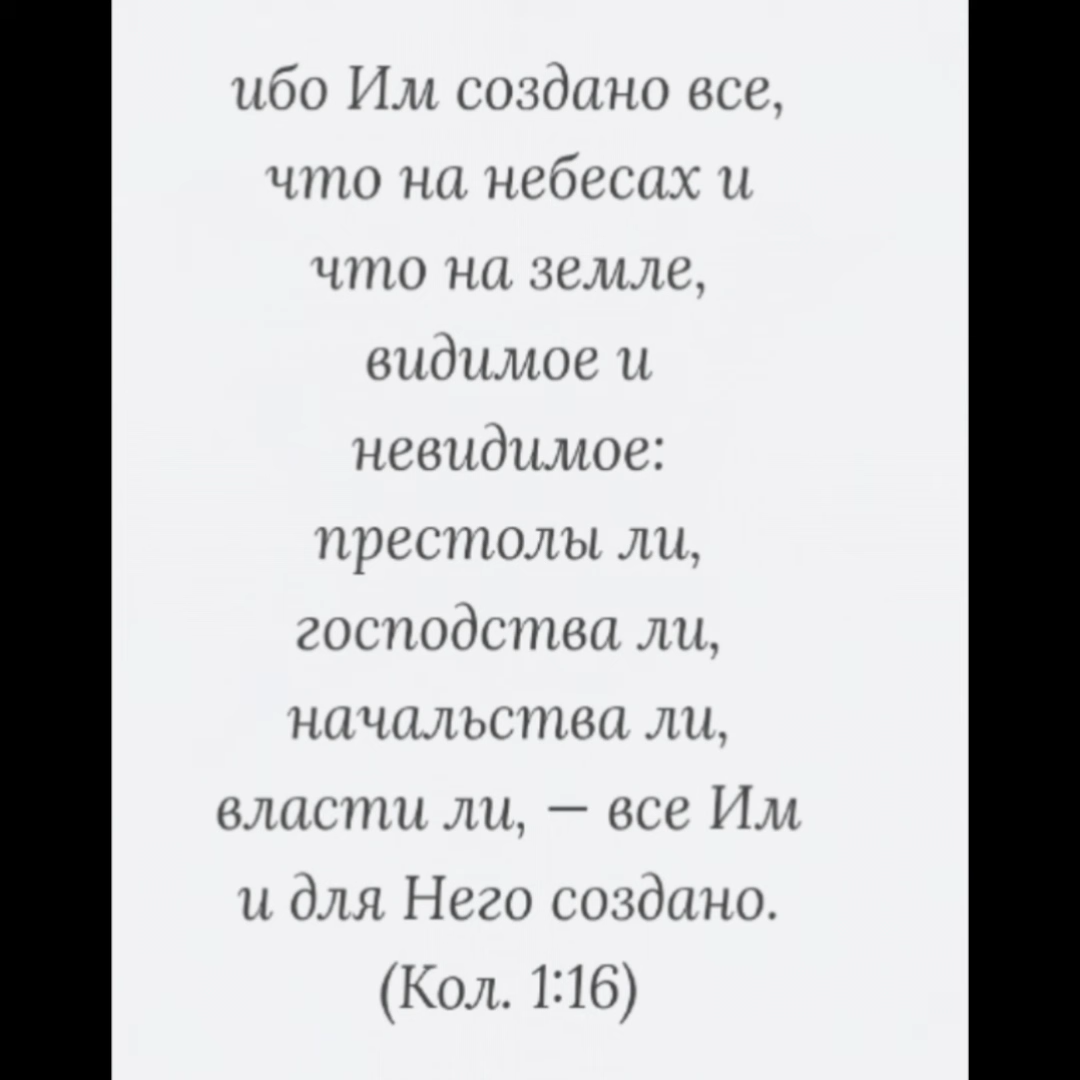 ибо Им создано все,
что на небесах и
что на земле,
видимое и
невидимое:
престолы ли,
господства ли,
начальства ли,
власти ли, — все Им
и для Него создано.
(Кол. 1:16)